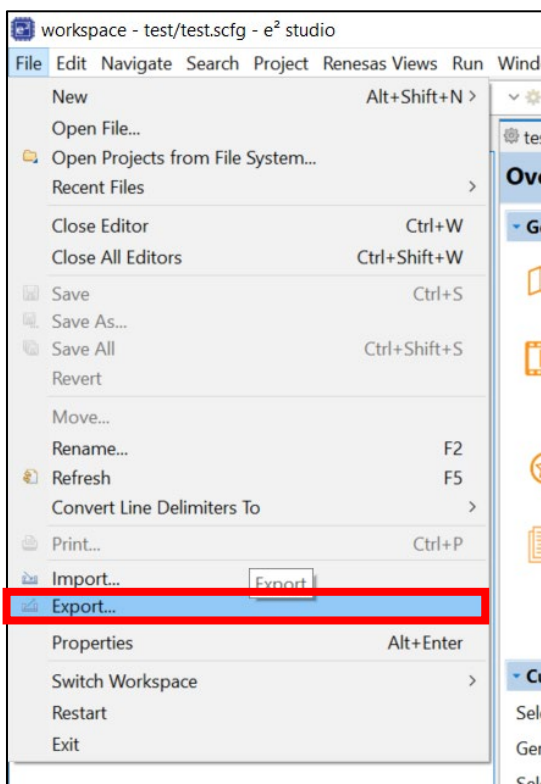 workspace - test/test.scfg - e² studio
File Edit Navigate Search Project Renesas Views Run
New Alt+Shift+N >
Open File...
Open Projects from File System...
Recent Files >
Close Editor Ctrl+W
Close All Editors Ctrl+Shift+W
Save Ctrl+S
Save As...
Save All Ctrl+Shift+S
Revert
Move...
Rename... F2
Refresh F5
Convert Line Delimiters To >
Print... Ctrl+P
Import... Export
Export...
Properties Alt+Enter
Switch Workspace >
Restart
Exit